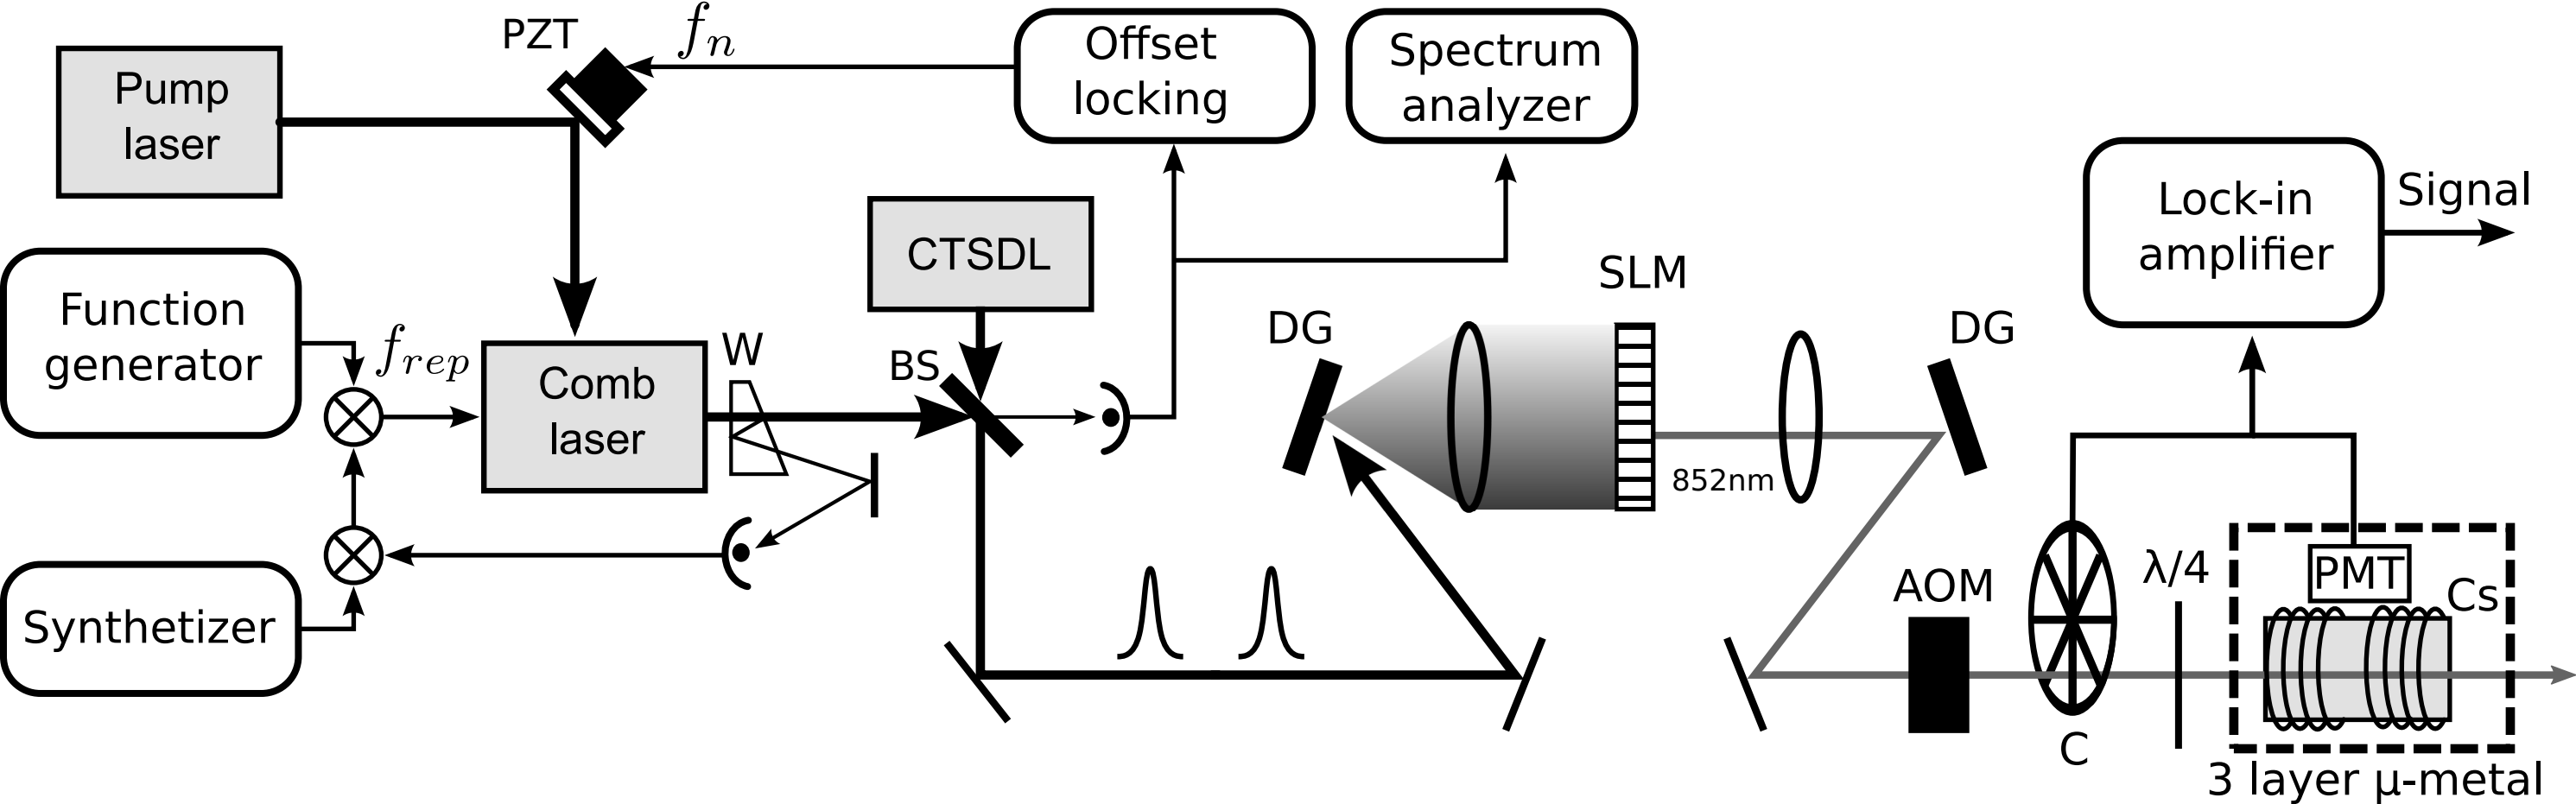 PZT
f_n
Offset
locking
Spectrum
analyzer
Pump
laser
Lock-in
amplifier
Signal
CTSDL
Function
generator
f_rep
SLM
DG
DG
W
BS
Comb
laser
852nm
Synthetizer
AOM
λ/4
PMT
Cs
C
3 layer μ-metal